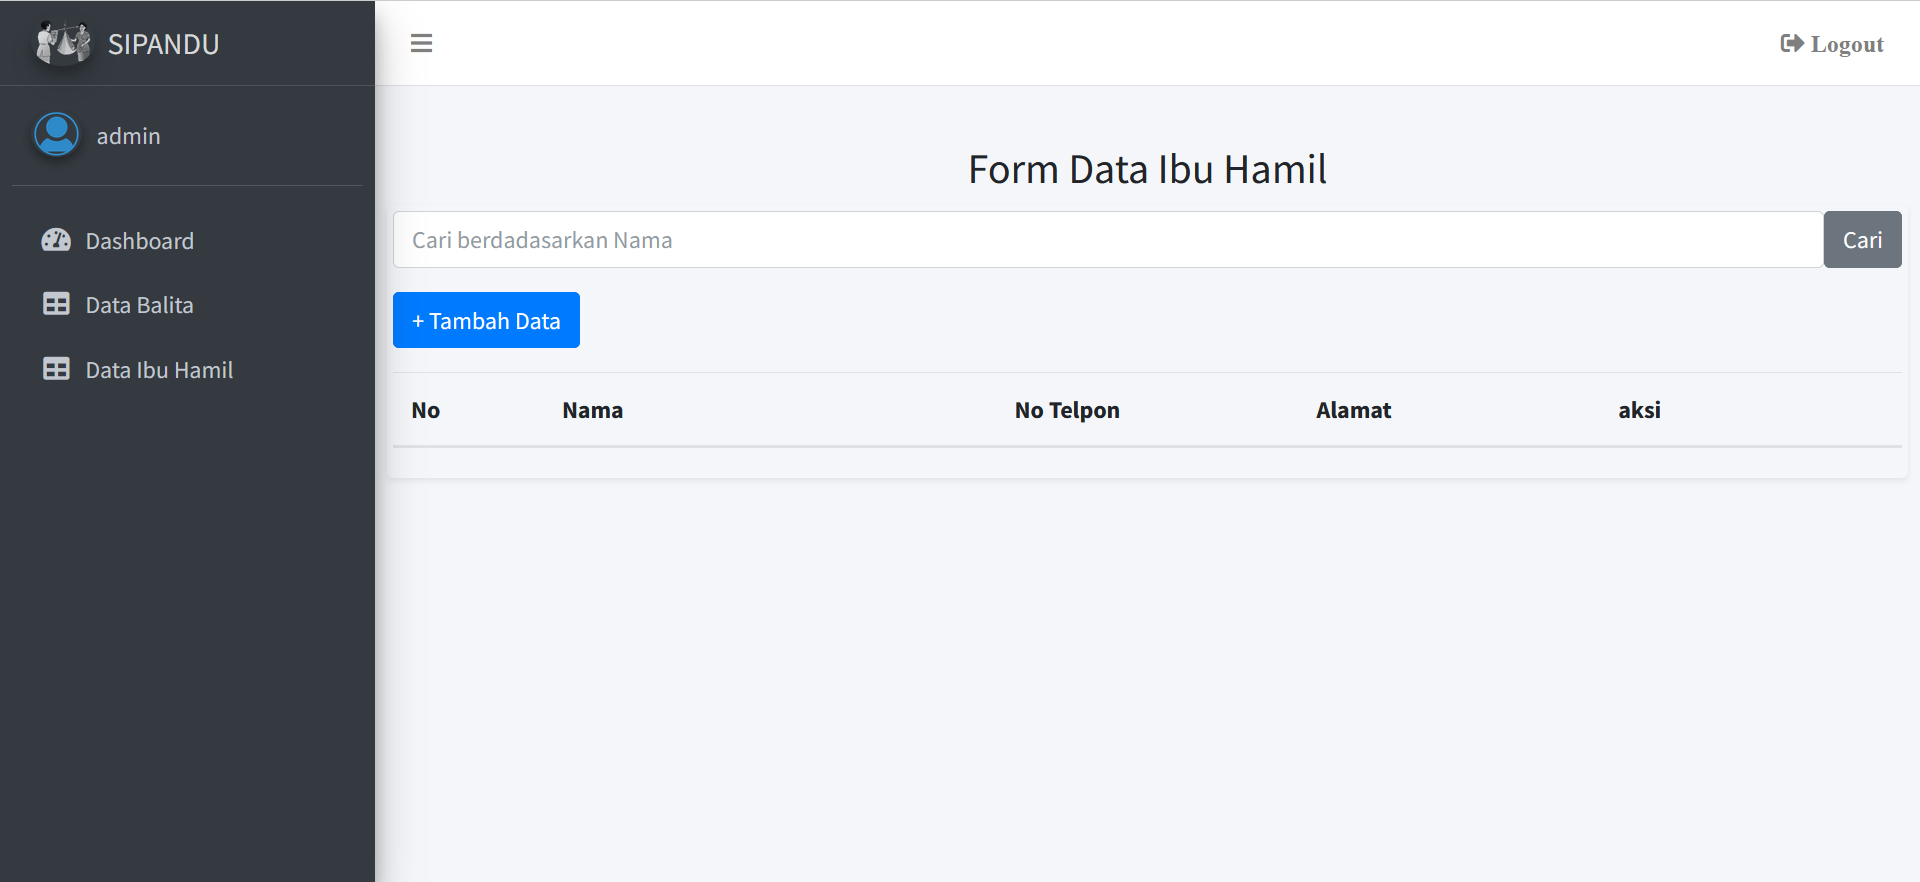 SIPANDU
Logout
admin
Dashboard
Data Balita
Data Ibu Hamil
Form Data Ibu Hamil
Cari berdadasarkan Nama
Cari
+ Tambah Data
No Nama No Telpon Alamat aksi